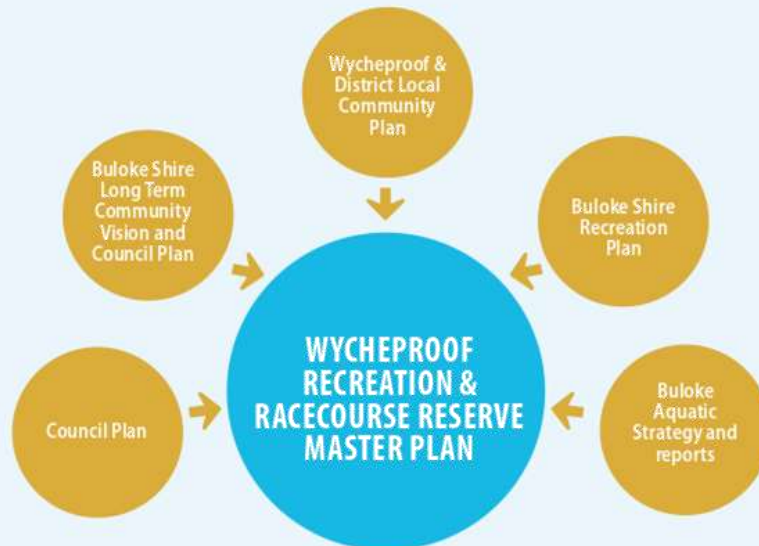 Wycheproof &
District Local
Community
Plan
Buloke Shire
Long Term
Community
Vision and
Council Plan
Buloke Shire
Recreation
Plan
Council Plan
WYCHEPROOF
RECREATION &
RACECOURSE RESERVE
MASTER PLAN
Buloke
Aquatic
Strategy and
reports